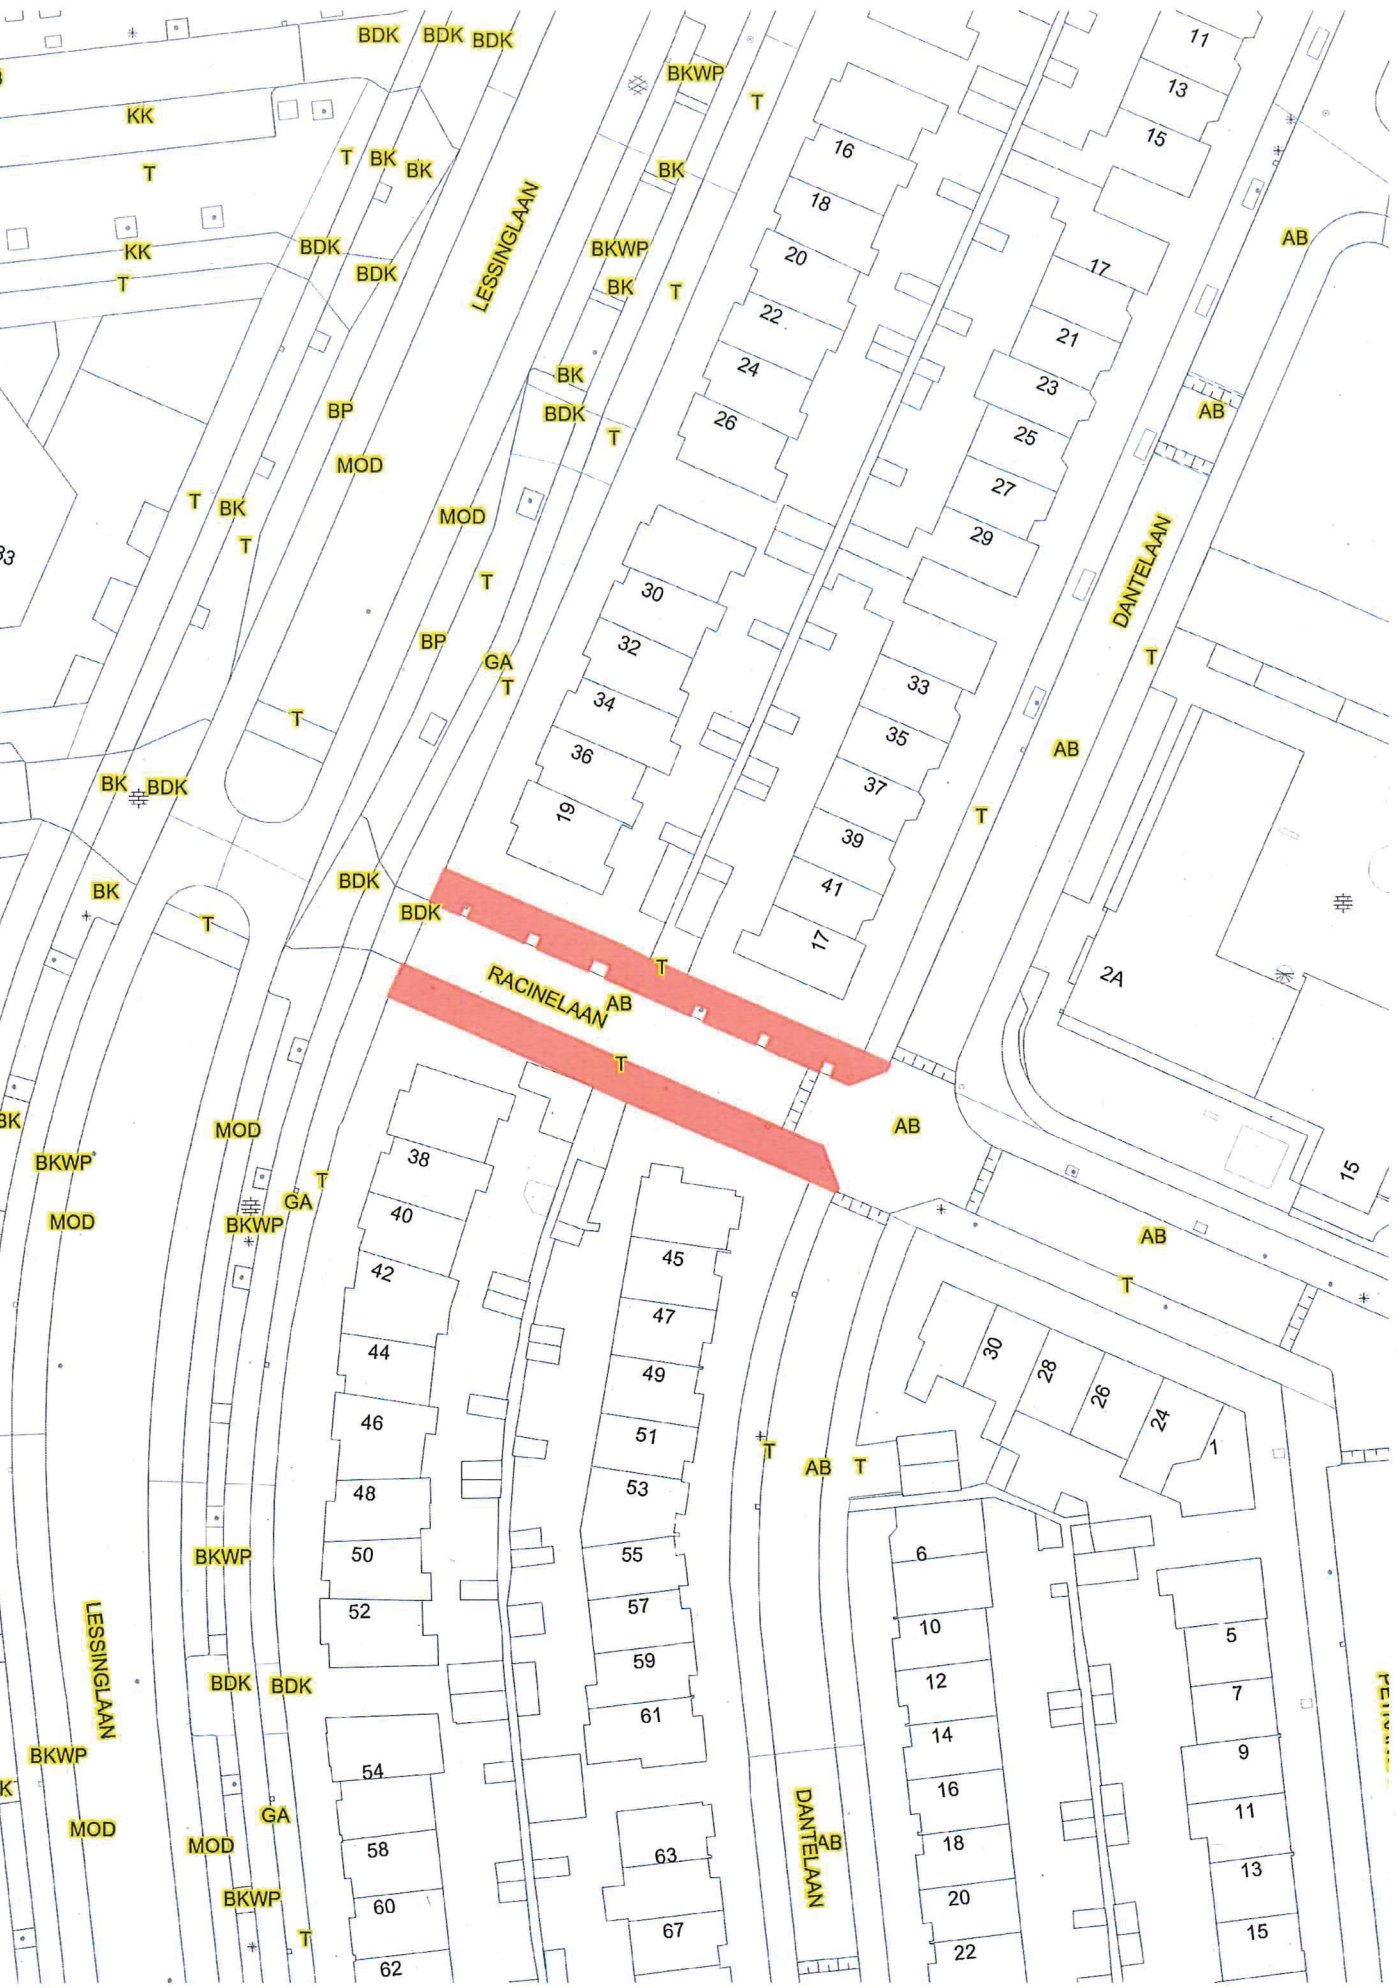 BDK
BDK
BDK
11
BKWP
13
T
KK
15
16
T
BK
BK
BK
T
LESSINGLAAN
18
AB
BDK
BKWP
KK
20
17
BDK
T
BK
T
22
21
24
BK
23
BP
BDK
AB
26
25
T
MOD
27
T
BK
MOD
29
T
DANTELAAN
T
30
BP
32
T
GA
T
33
34
T
35
AB
36
BK
BDK
37
19
T
39
BDK
41
BK
BDK
T
17
T
2A
RACINELAAN
AB
T
BK
AB
MOD
38
BKWP
15
T
GA
40
MOD
BKWP
AB
45
42
T
47
30
44
28
49
26
46
24
51
1
T
AB
T
53
48
BKWP
50
55
6
52
57
10
5
LESSINGLAAN
59
BDK
BDK
12
7
61
14
BKWP
9
54
16
K
DANTELAAN
11
GA
MOD
MOD
AB
18
58
63
13
BKWP
20
60
67
15
T
22
62